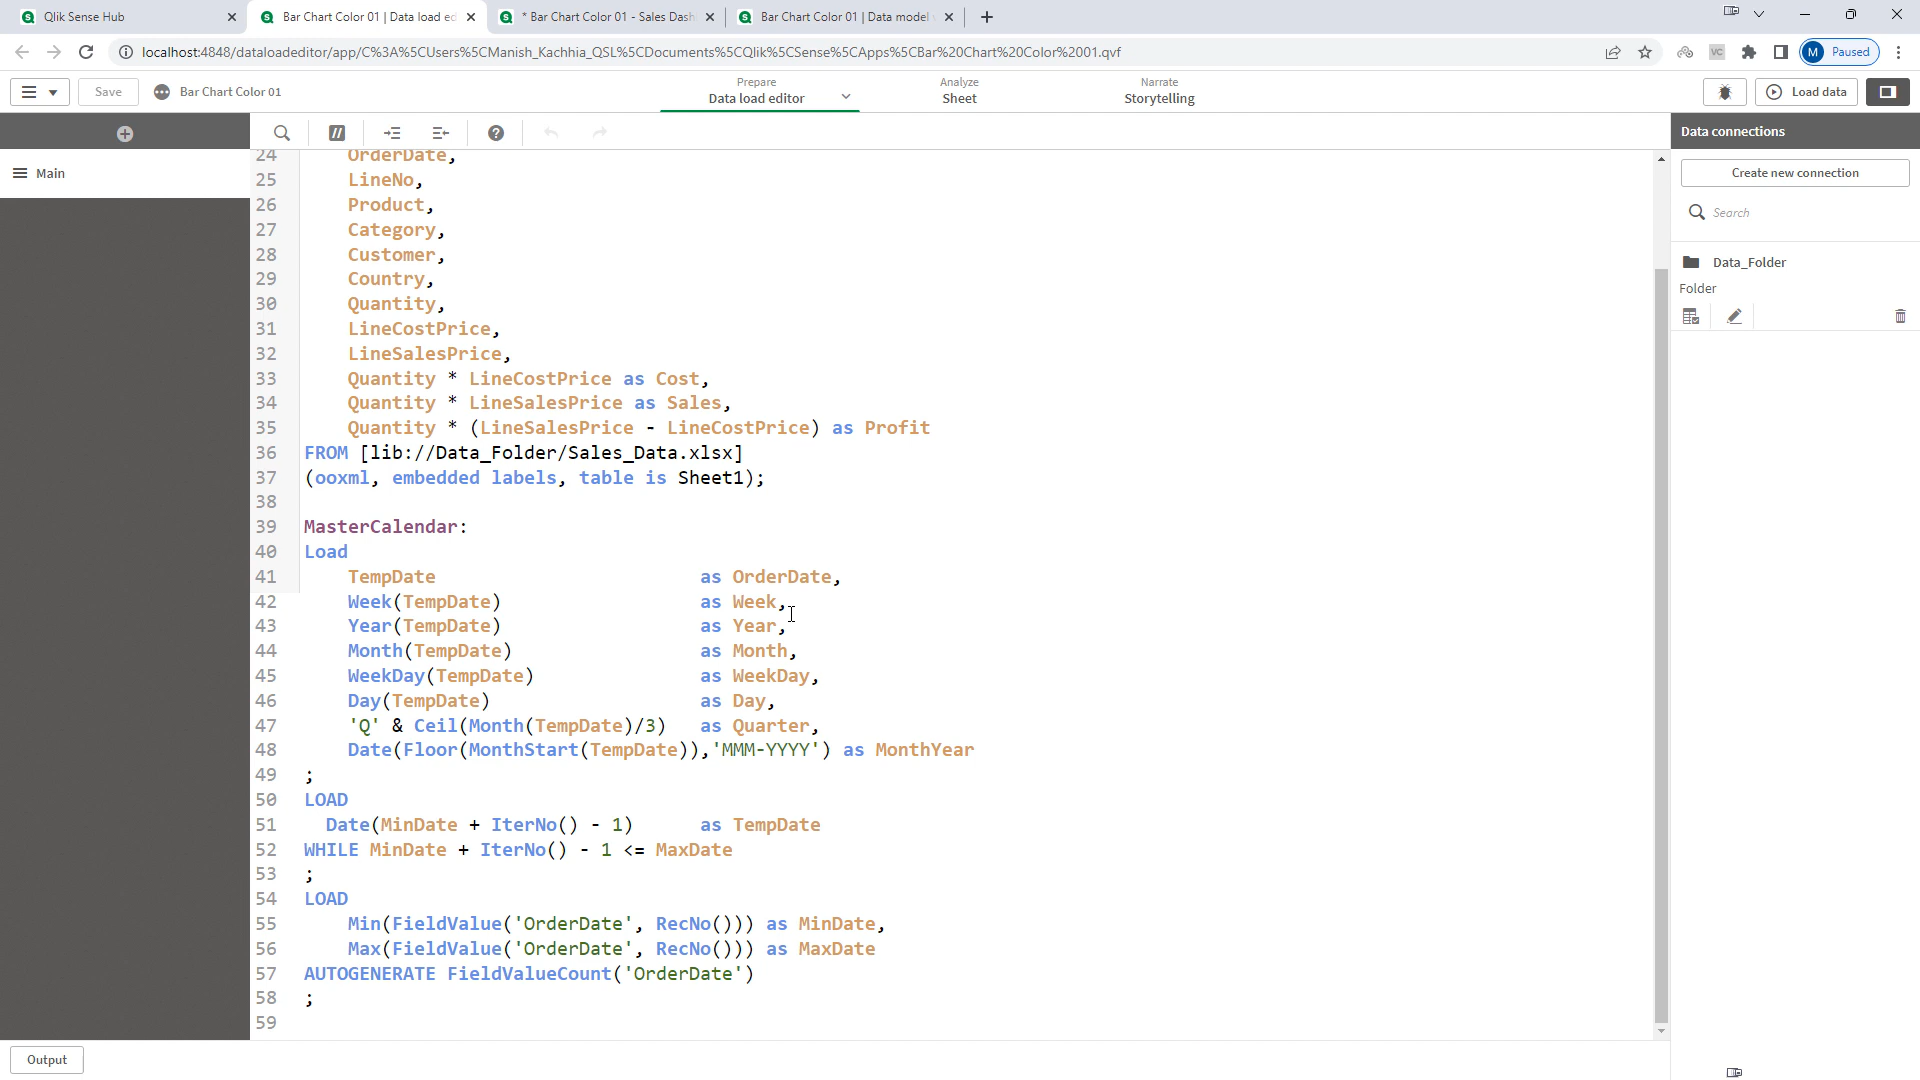 Qlik Sense Hub
Bar Chart Color 01 | Data load ed
* Bar Chart Color 01 - Sales Dash
Bar Chart Color 01 | Data model v
localhost:4848/dataloadeditor/app/C%3A%5CUsers%5CManish_Kachhia_QSL%5CDocuments%5CQlik%5CSense%5CApps%5CBar%20Chart%20Color%2001.qvf
VC
M Paused
Save
Bar Chart Color 01
Prepare
Data load editor
Analyze
Sheet
Narrate
Storytelling
Load data
Main
Data connections
Create new connection
Search
Data_Folder
Folder
24 OrderDate,
25 LineNo,
26 Product,
27 Category,
28 Customer,
29 Country,
30 Quantity,
31 LineCostPrice,
32 LineSalesPrice,
33 Quantity * LineCostPrice as Cost,
34 Quantity * LineSalesPrice as Sales,
35 Quantity * (LineSalesPrice - LineCostPrice) as Profit
36 FROM [lib://Data_Folder/Sales_Data.xlsx]
37 (ooxml, embedded labels, table is Sheet1);
38
39 MasterCalendar:
40 Load
41 TempDate as OrderDate,
42 Week(TempDate) as Week,
43 Year(TempDate) as Year,
44 Month(TempDate) as Month,
45 WeekDay(TempDate) as WeekDay,
46 Day(TempDate) as Day,
47 'Q' & Ceil(Month(TempDate)/3) as Quarter,
48 Date(Floor(MonthStart(TempDate)),'MMM-YYYY') as MonthYear
49 ;
50 LOAD
51 Date(MinDate + IterNo() - 1) as TempDate
52 WHILE MinDate + IterNo() - 1 <= MaxDate
53 ;
54 LOAD
55 Min(FieldValue('OrderDate', RecNo())) as MinDate,
56 Max(FieldValue('OrderDate', RecNo())) as MaxDate
57 AUTOGENERATE FieldValueCount('OrderDate')
58 ;
59
Output